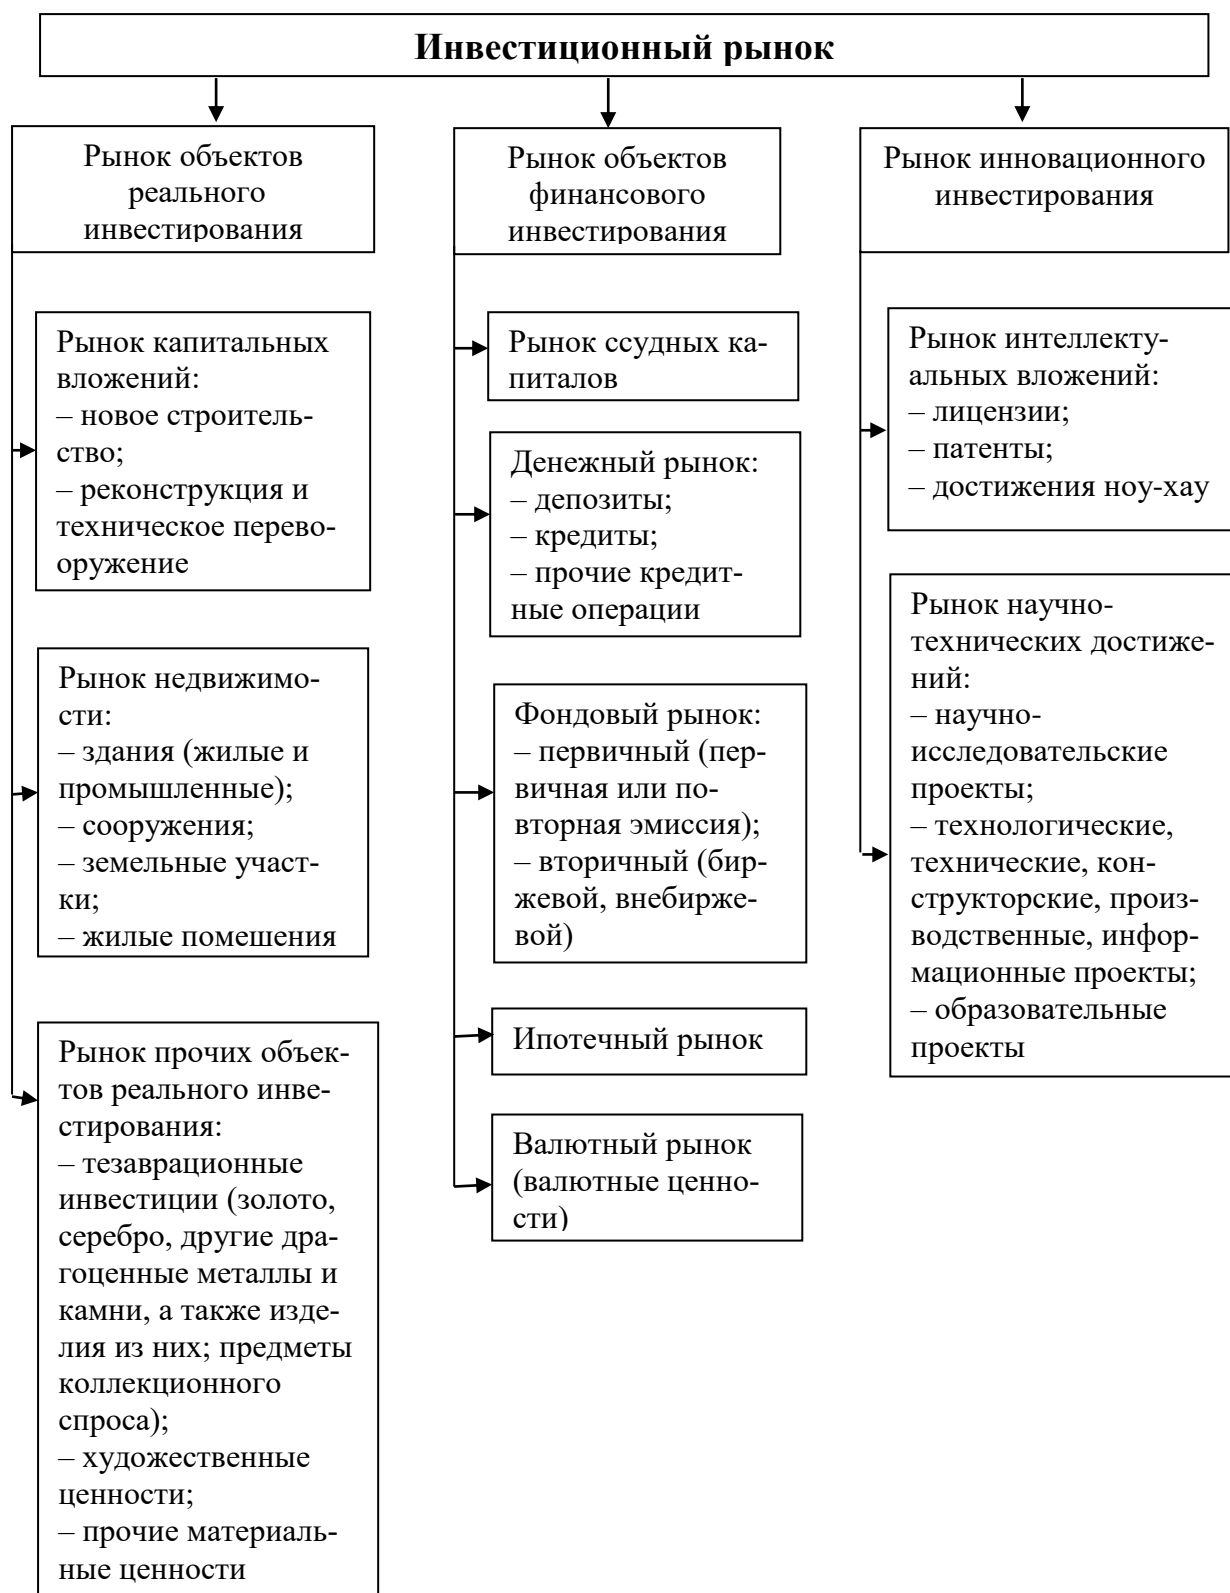 Инвестиционный рынок
Рынок объектов
реального
инвестирования
Рынок капитальных
вложений:
– новое строитель-
ство;
– реконструкция и
техническое перево-
оружение
Рынок недвижимо-
сти:
– здания (жилые и
промышленные);
– сооружения;
– земельные участ-
ки;
– жилые помешения
Рынок прочих объек-
тов реального инве-
стирования:
– тезаврационные
инвестиции (золото,
серебро, другие дра-
гоценные металлы и
камни, а также изде-
лия из них; предметы
коллекционного
спроса);
– художественные
ценности;
– прочие материаль-
ные ценности
Рынок объектов
финансового
инвестирования
Рынок ссудных ка-
питалов
Денежный рынок:
– депозиты;
– кредиты;
– прочие кредит-
ные операции
Фондовый рынок:
– первичный (пер-
вичная или по-
вторная эмиссия);
– вторичный (бир-
жевой, внебирже-
вой)
Ипотечный рынок
Валютный рынок
(валютные ценно-
сти)
Рынок инновационного
инвестирования
Рынок интеллекту-
альных вложений:
– лицензии;
– патенты;
– достижения ноу-хау
Рынок научно-
технических достиже-
ний:
– научно-
исследовательские
проекты;
– технологические,
технические, кон-
структорские, произ-
водственные, инфор-
мационные проекты;
– образовательные
проекты